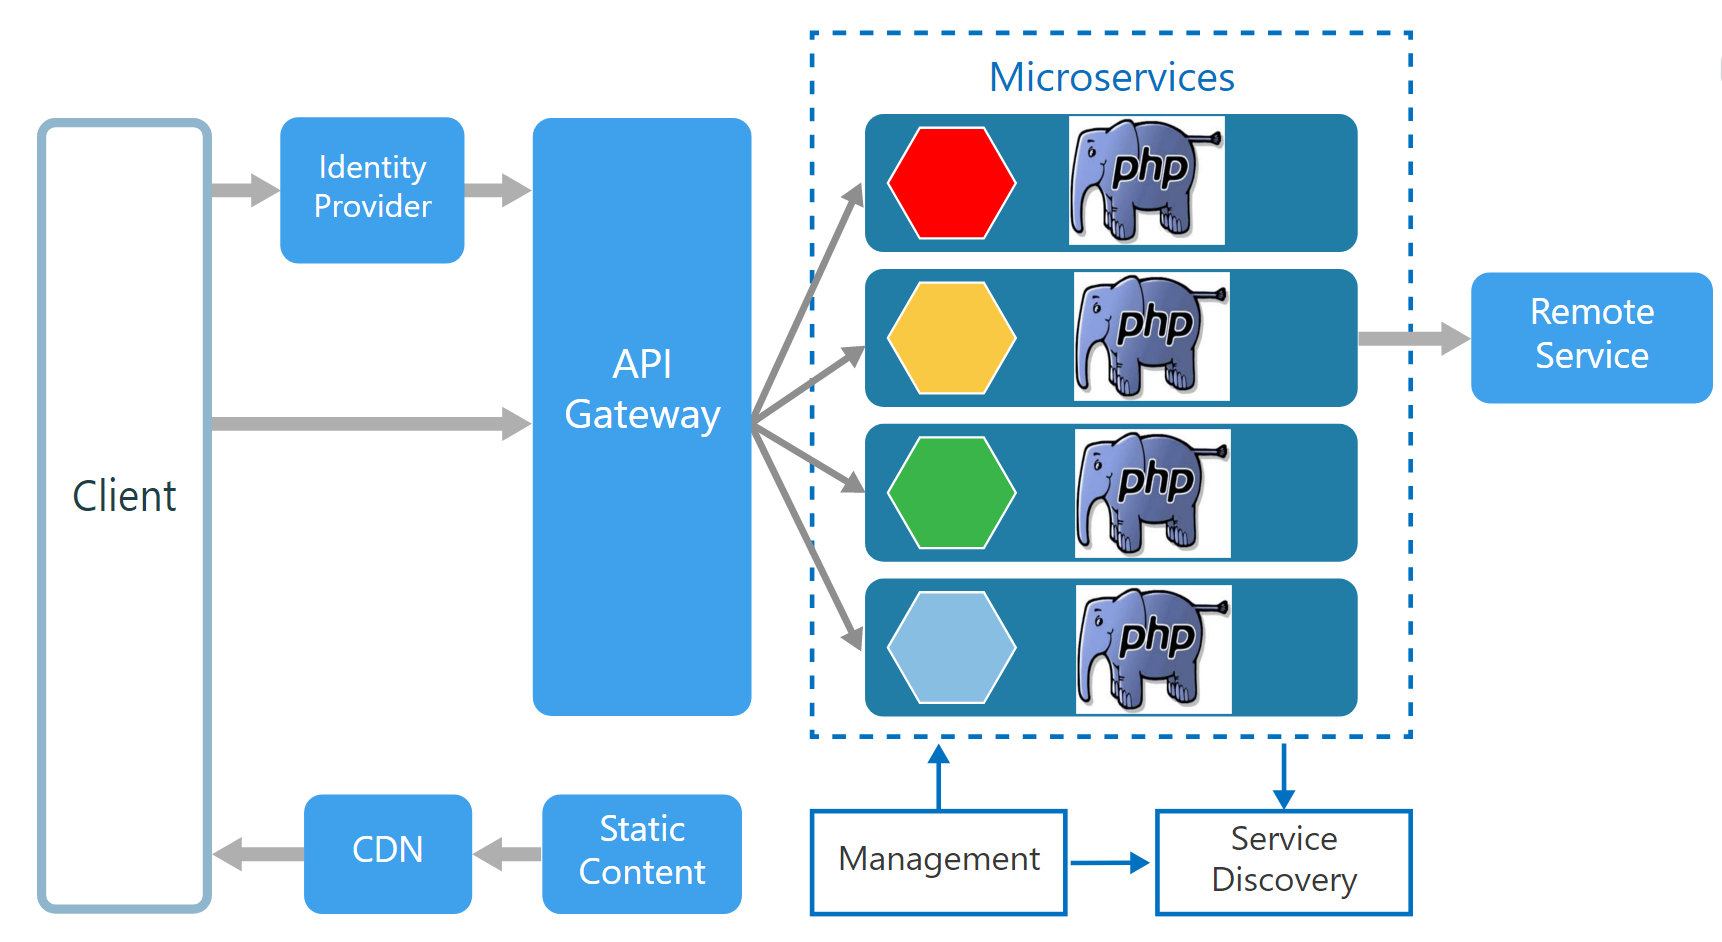 Microservices
Client
Identity
Provider
API
Gateway
php
php
php
php
Remote
Service
CDN
Static
Content
Management
Service
Discovery